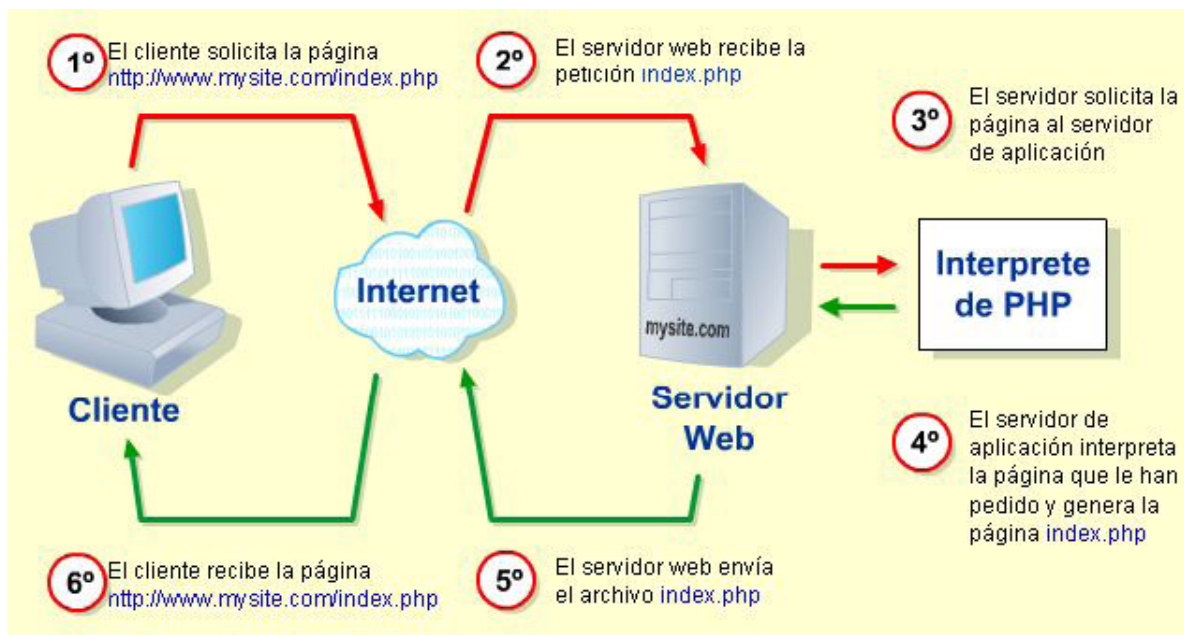 1º
El cliente solicita la página
nttp://www.mysite.com/index.php
2º
El servidor web recibe la
petición index.php
3º
El servidor solicita la
página al servidor
de aplicación
Internet
mysite.com
Interprete
de PHP
Cliente
Servidor
Web
4º
El servidor de
aplicación interpreta
la página que le han
pedido y genera la
página index.php
5º
El servidor web envía
el archivo index.php
6º
El cliente recibe la página
nttp://www.mysite.com/index.php